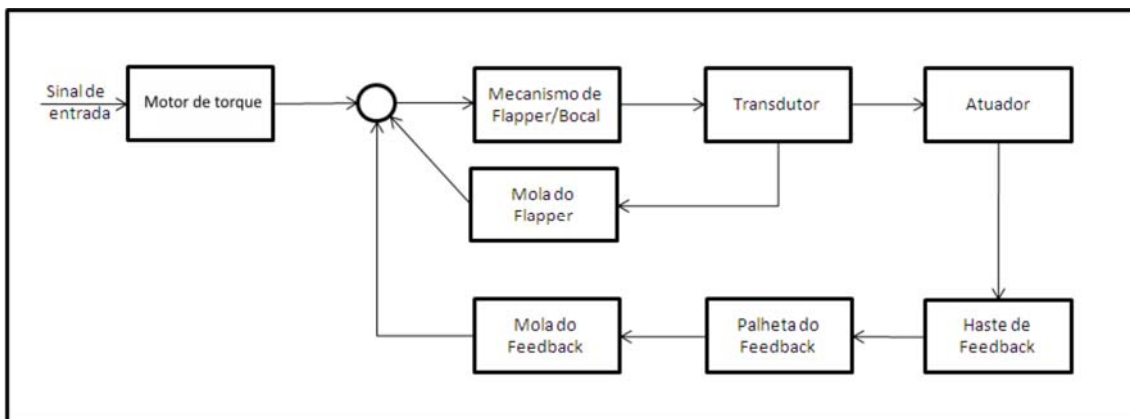 Sinal de
entrada
Motor de torque
Mecanismo de
Flapper/Bocal
Transdutor
Atuador
Mola do
Flapper
Mola do
Feedback
Palheta do
Feedback
Haste de
Feedback